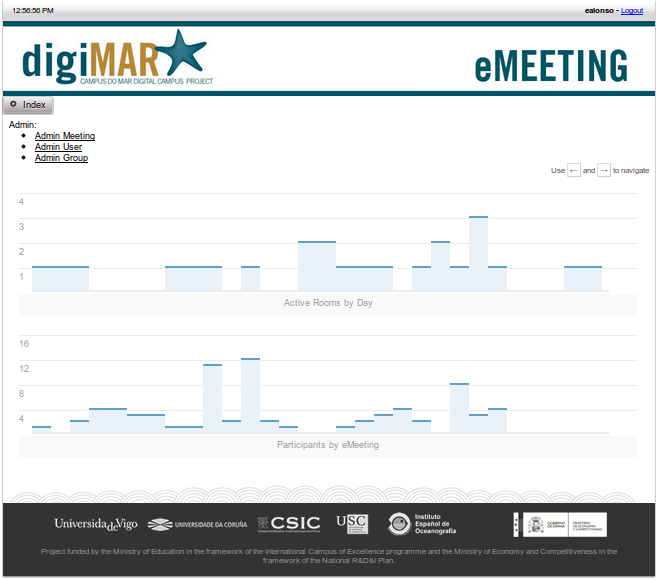 12:56:56 PM
ealonso - Logout
digiMAR
CAMPUS DO MAR DIGITAL CAMPUS PROJECT
eMEETING
Index
Admin:
Admin Meeting
Admin User
Admin Group
Use ← and → to navigate
4
3
2
1
Active Rooms by Day
16
12
8
4
Participants by eMeeting
UniversidadeVigo
UNIVERSIDADE DA CORUÑA
CSIC
USC
Instituto
Español de
Oceanografía
GOBIERNO
DE ESPAÑA
MINISTERIO
DE ECONOMÍA
Y COMPETITIVIDAD
Project funded by the Ministry of Education in the framework of the International Campus of Excellence programme and the Ministry of Economy and Competitiveness in the
framework of the National R&D&I Plan.